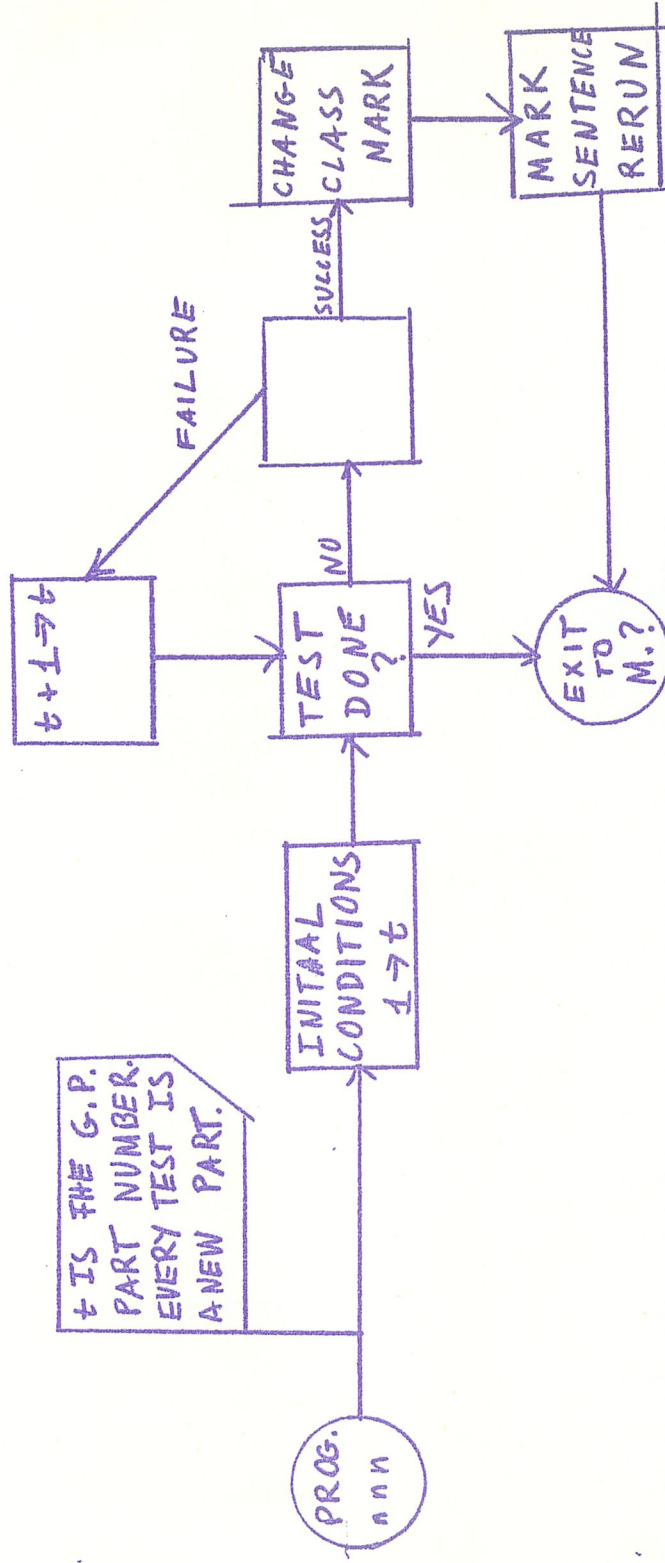 PROG.
nnn
t IS THE G.P.
PART NUMBER.
EVERY TEST IS
A NEW PART.
INITAAL
CONDITIONS
1→t
t+1→t
TEST
DONE
?
NO
YES
FAILURE
SUCCESS
CHANGE
CLASS
MARK
MARK
SENTENCE
RERUN
EXIT
TO
M.?